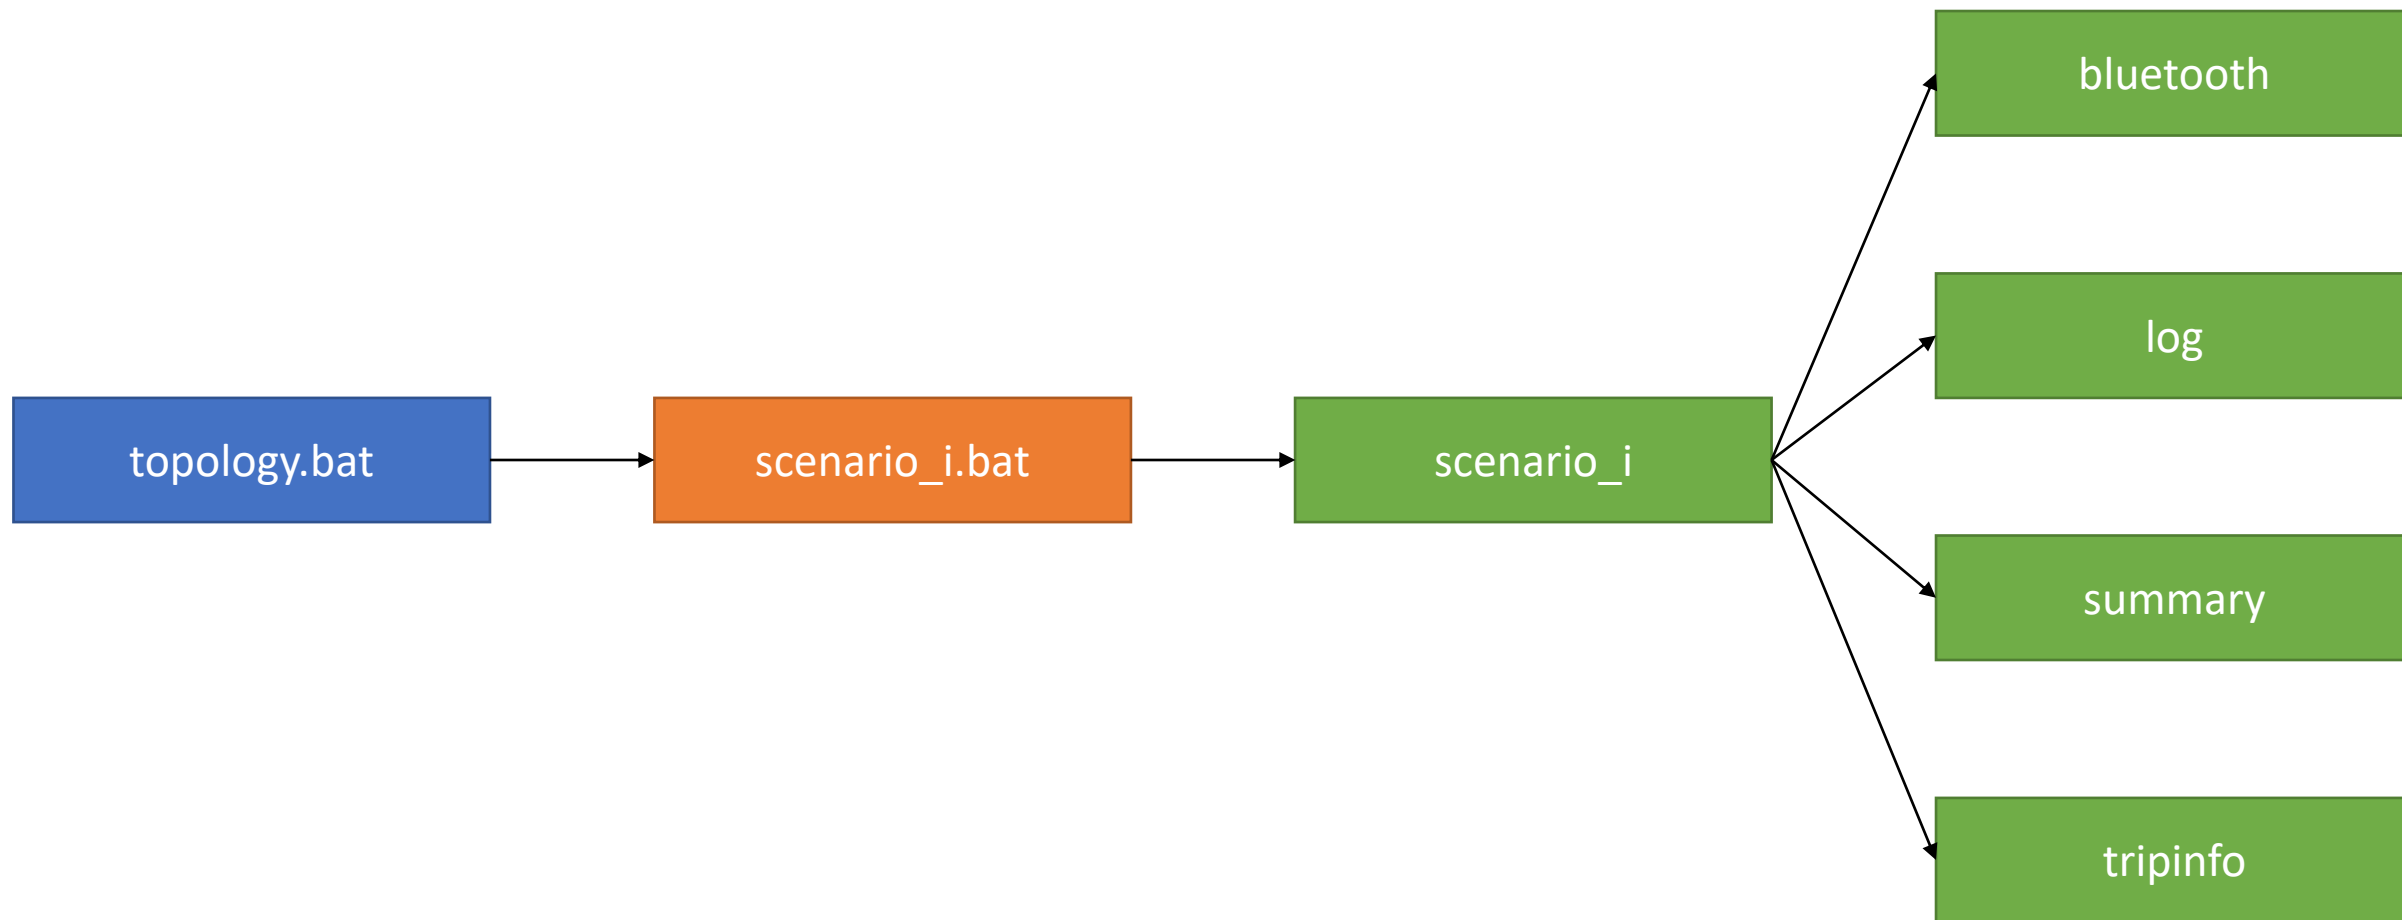 bluetooth
log
topology.bat
scenario_i.bat
scenario_i
summary
tripinfo